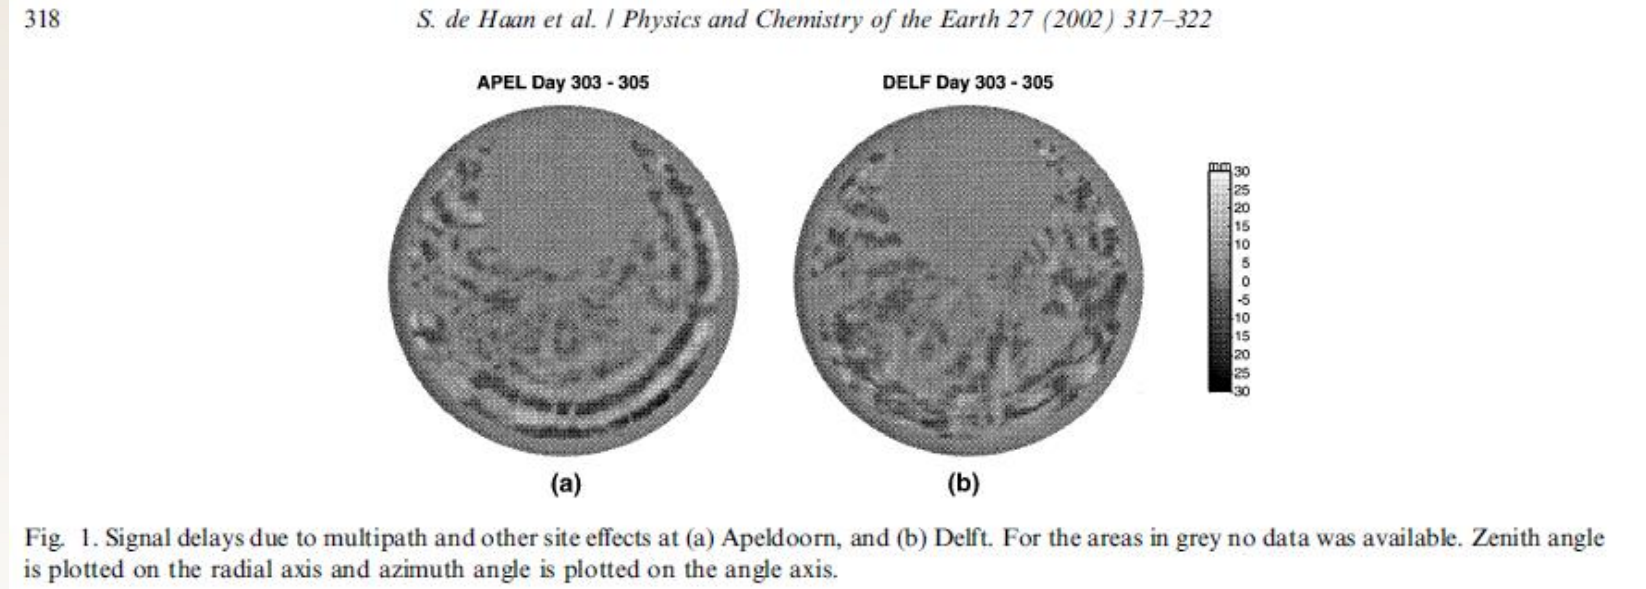 318
S. de Haan et al. / Physics and Chemistry of the Earth 27 (2002) 317–322
APEL Day 303 - 305
DELF Day 303 - 305
mm
30
25
20
15
10
5
0
-5
10
15
20
25
30
(a)
(b)
Fig. 1. Signal delays due to multipath and other site effects at (a) Apeldoorn, and (b) Delft. For the areas in grey no data was available. Zenith angle
is plotted on the radial axis and azimuth angle is plotted on the angle axis.